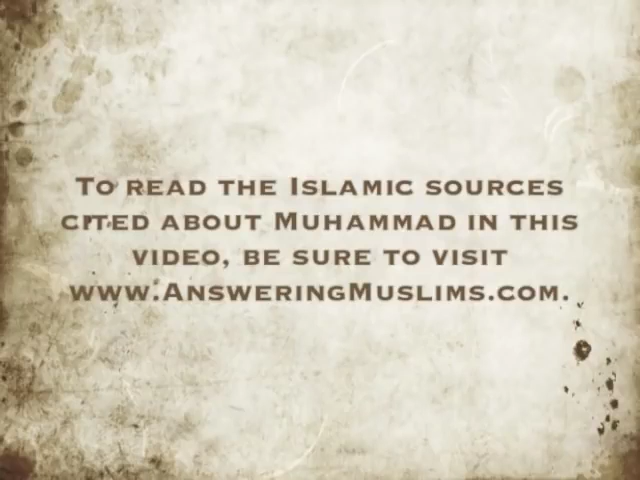 To read the Islamic sources
cited about Muhammad in this
video, be sure to visit
www.AnsweringMuslims.com.